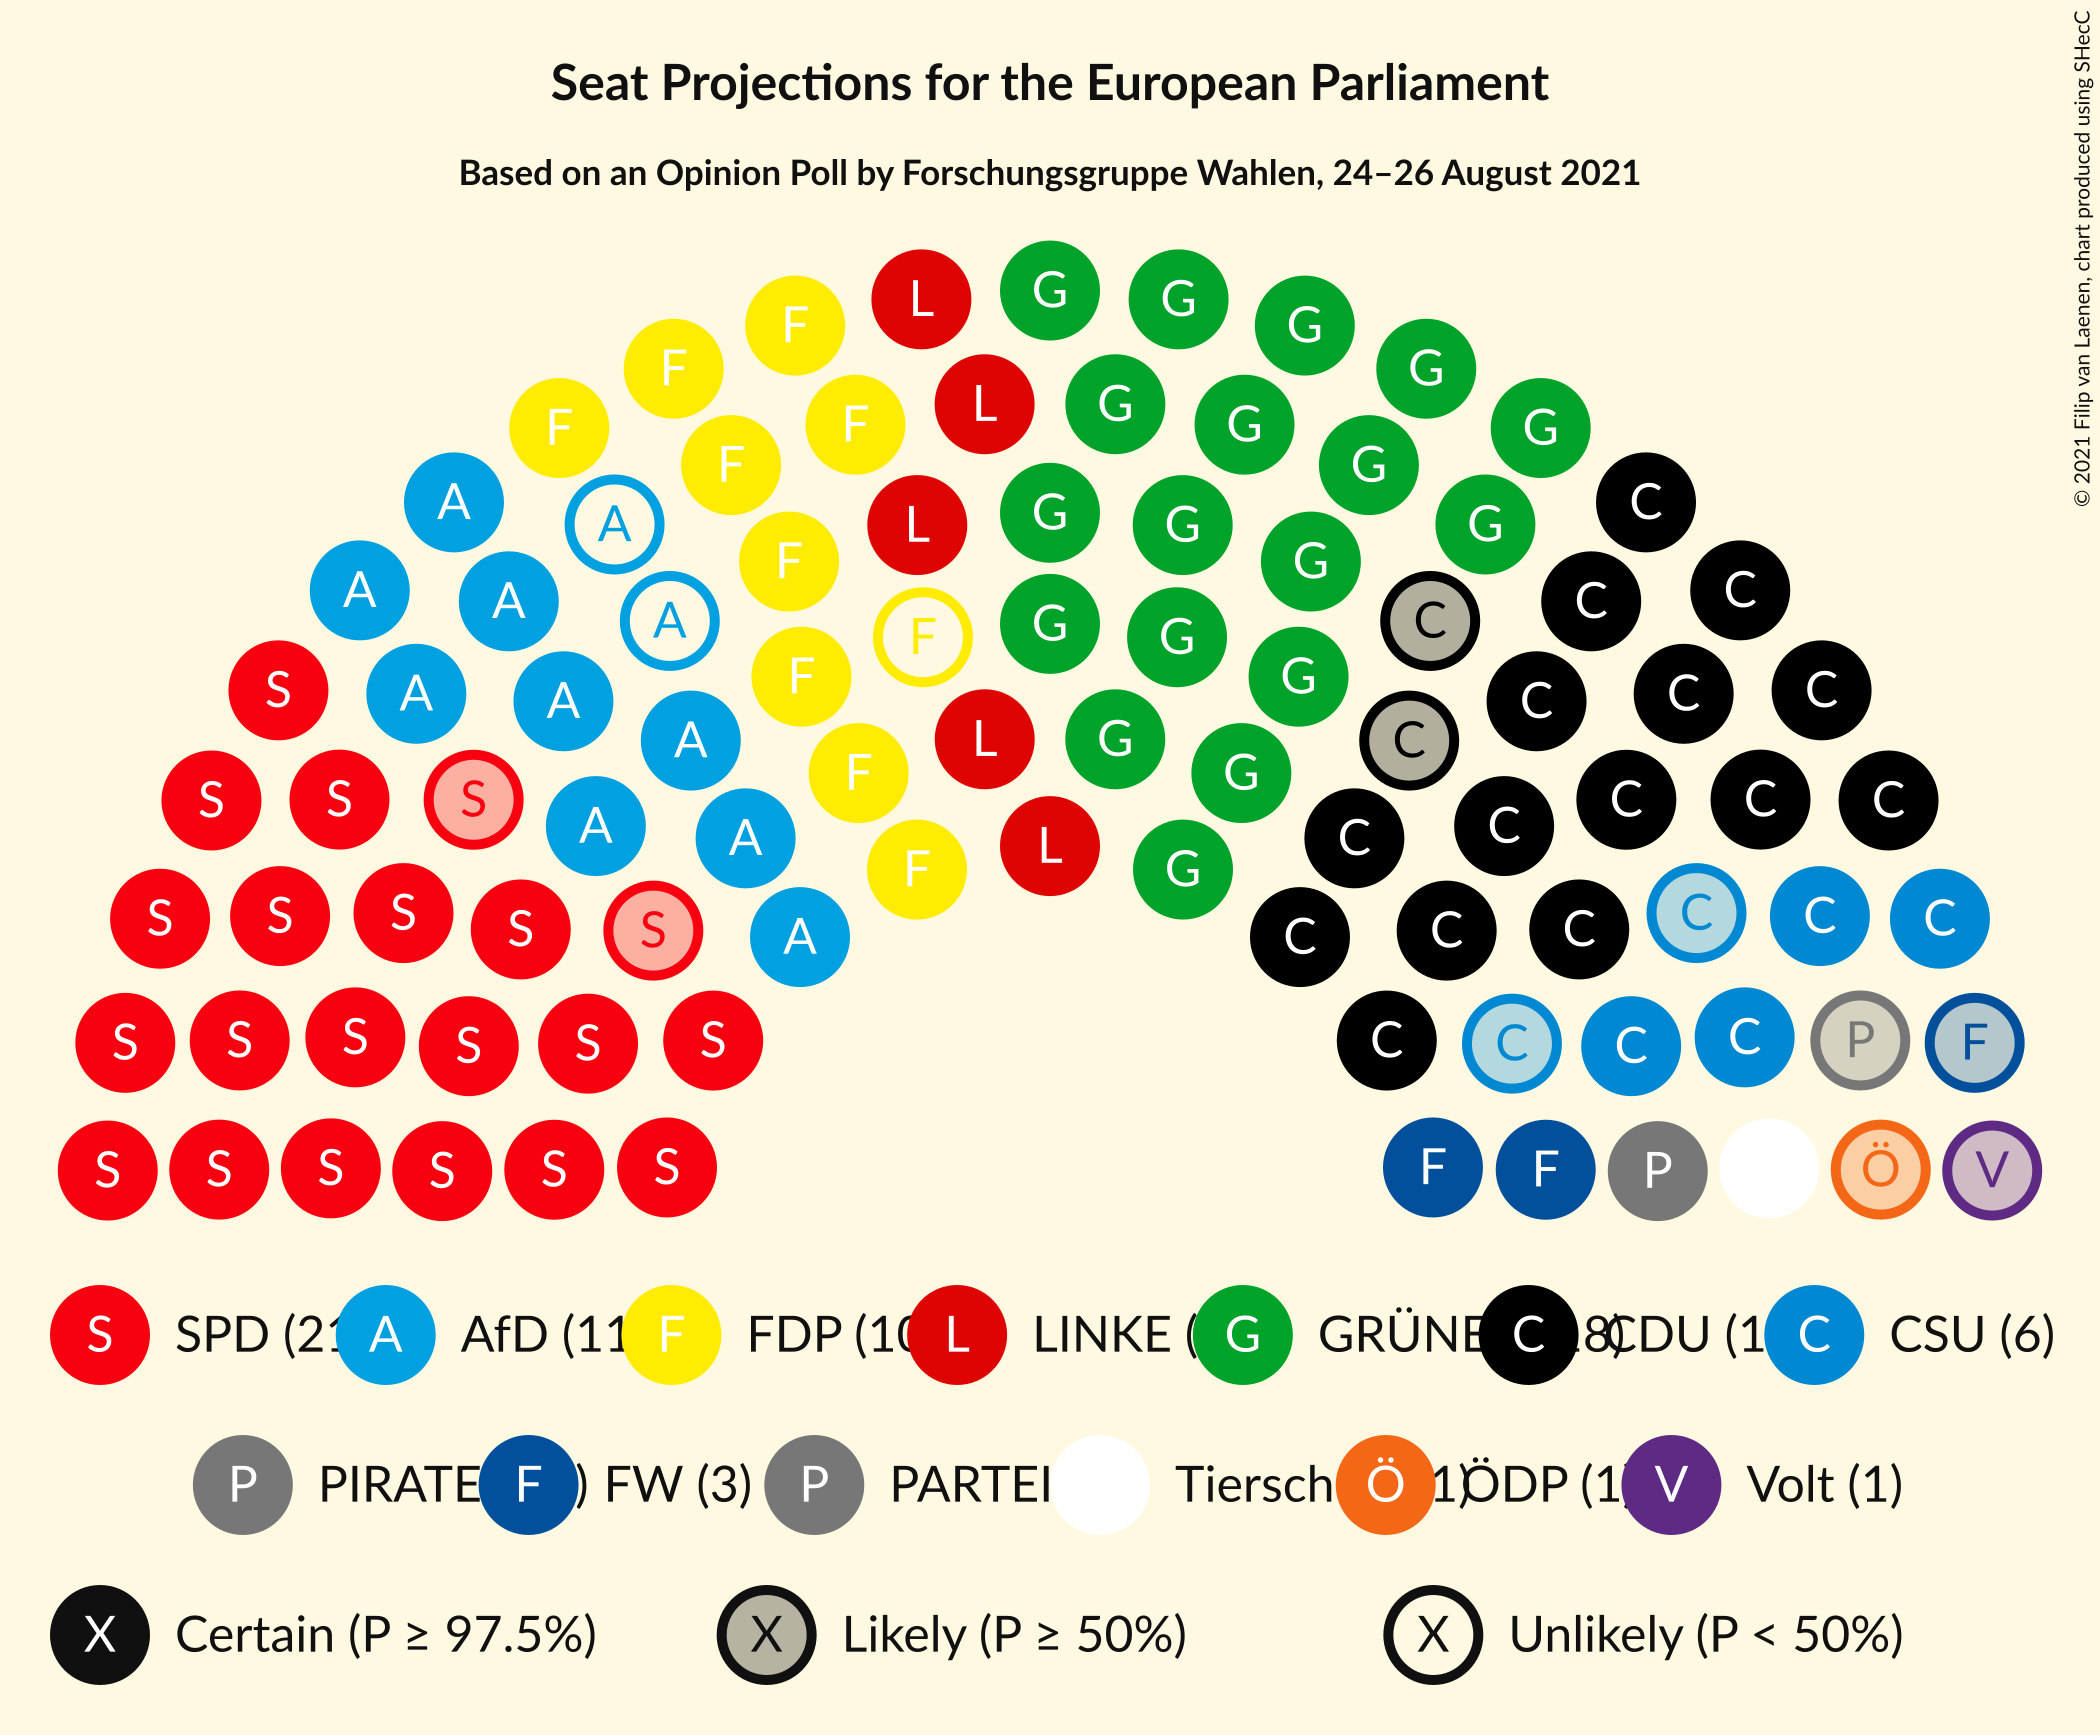 Seat Projections for the European Parliament
Based on an Opinion Poll by Forschungsgruppe Wahlen, 24–26 August 2021
© 2021 Filip van Laenen, chart produced using SHecC
G
L G
F G
F G
L G
F G
F G
A G C
L G
F G
A A G C
F G
A F G C
A A L F G G C C
A F G C
S A A L G C C C
F G
S S S A A L C C C C C
F G
S S S S S A C C C C C C
S S S S S S C C C C P F
S S S S S S F F P Ö V
S SPD (21 A AfD (11 F FDP (10 L LINKE ( G GRÜNE C 8) CDU (1 C CSU (6)
P PIRATE F ) FW (3) P PARTEI Tiersch Ö 1) ÖDP (1) V Volt (1)
X Certain (P ≥ 97.5%) X Likely (P ≥ 50%) X Unlikely (P < 50%)